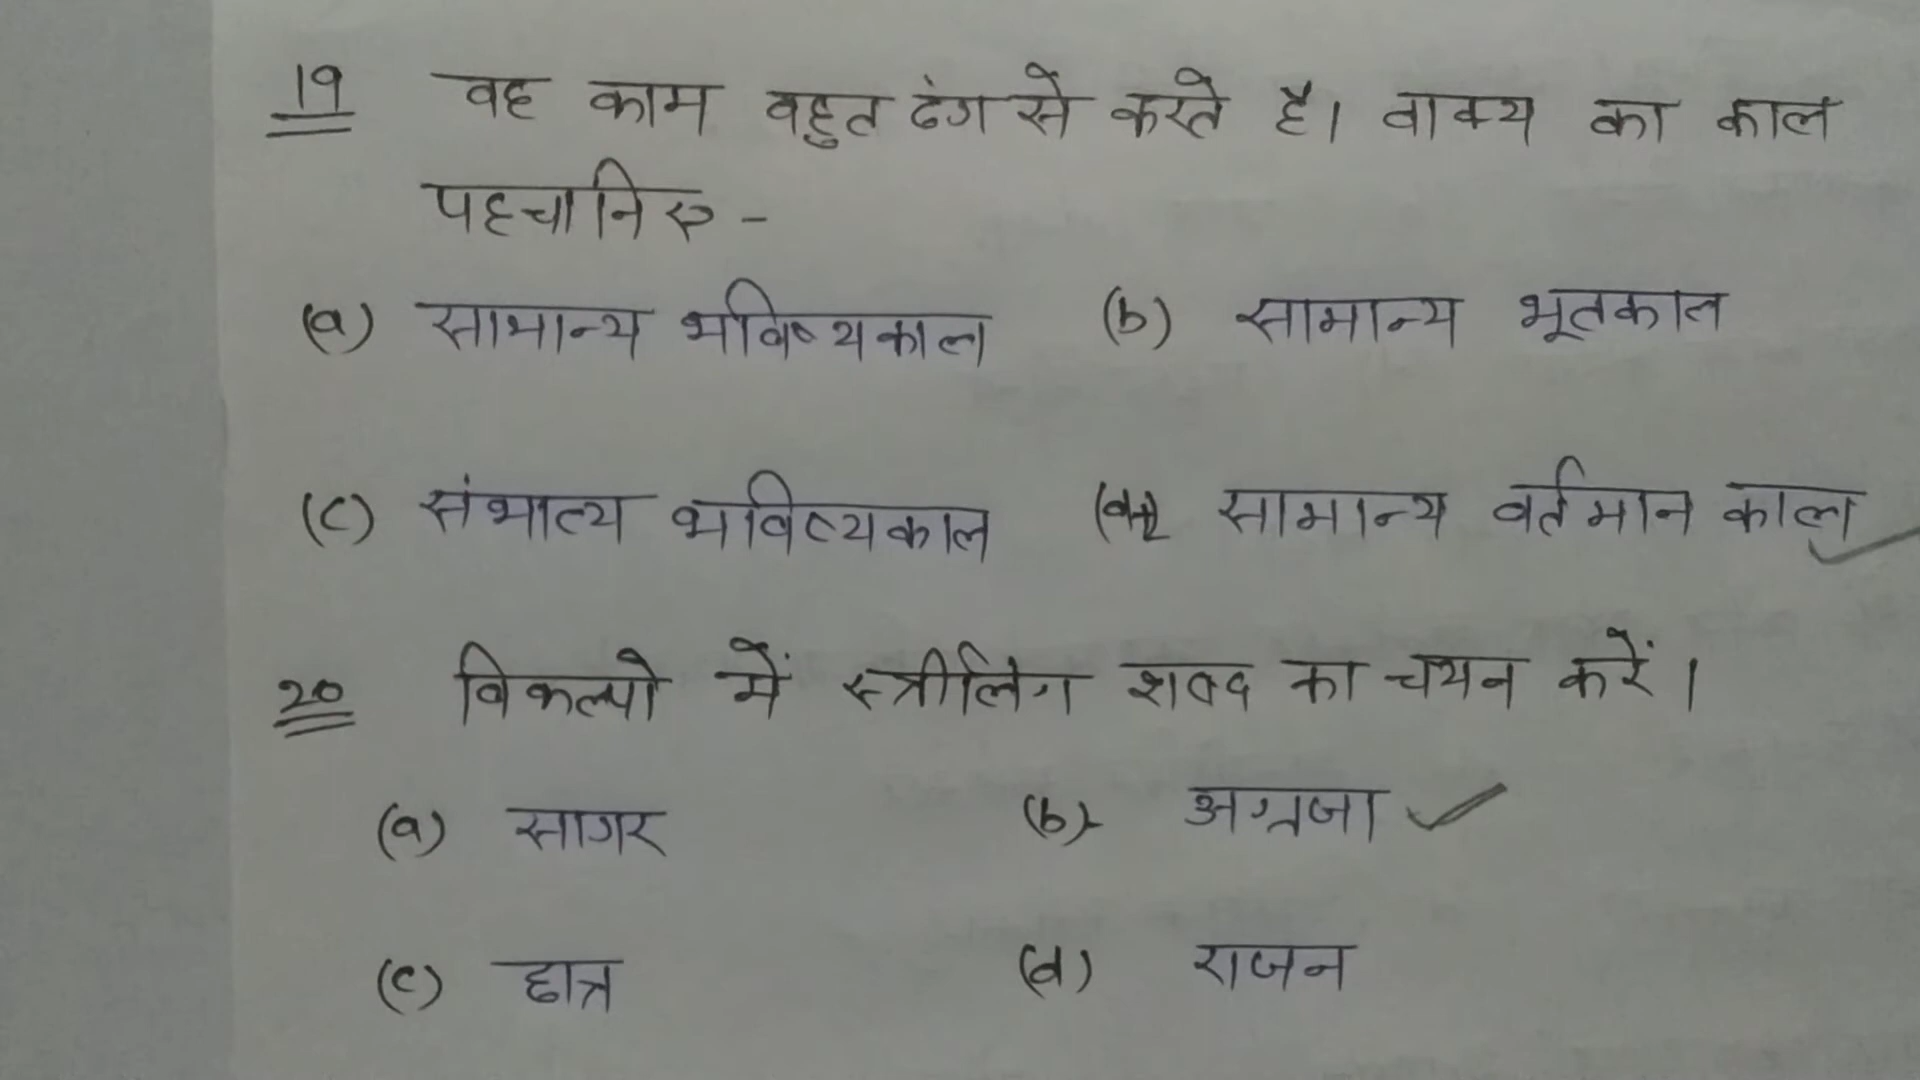 19 वह काम बहुत ढंग से करते है। वाक्य का काल
पहचानिए -
(a) सामान्य भविष्यकाल (b) सामान्य भूतकाल
(c) संभाव्य भविष्यकाल (d) सामान्य वर्तमान काल
20 विकल्पो में स्त्रीलिंग शब्द का चयन करें।
(a) सागर (b) अग्रजा
(c) छात्र (d) राजन